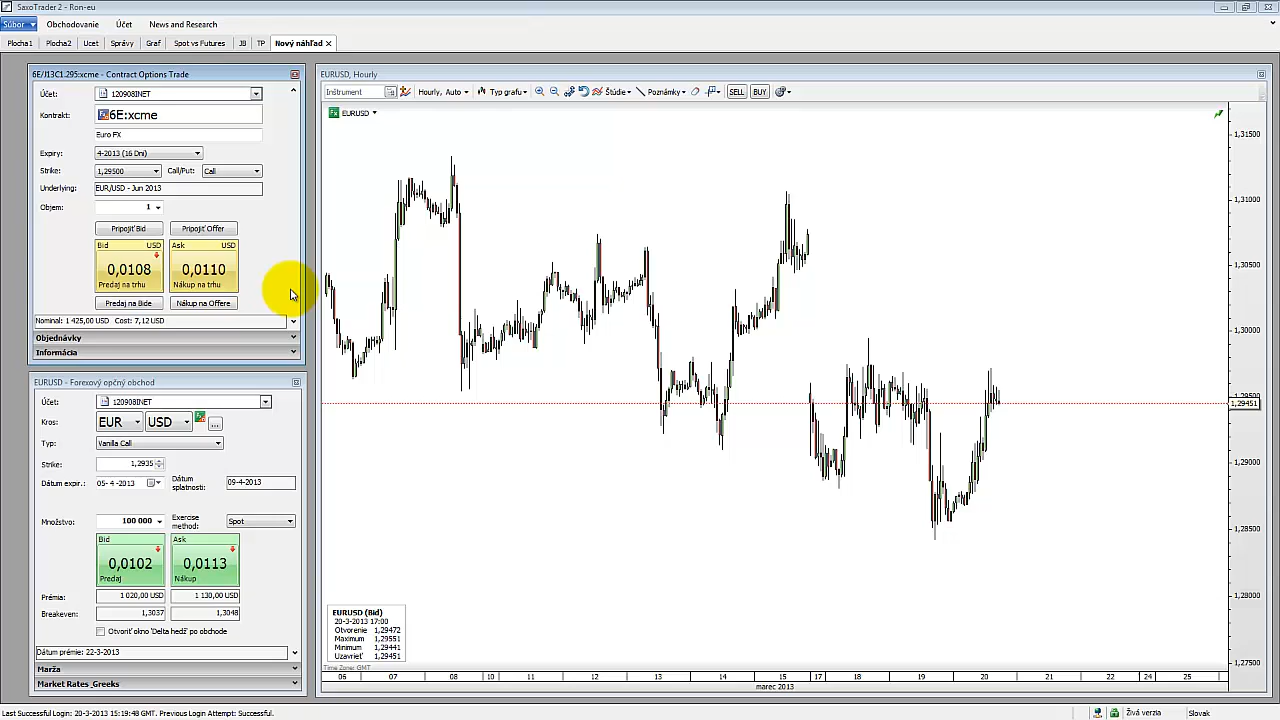 SaxoTrader 2 - Ron-eu
Súbor Obchodovanie Účet News and Research
Plocha1 Plocha2 Ucet Správy Graf Spot vs Futures JB TP Nový náhľad
6E/J13C1.295:xcme - Contract Options Trade
Účet: 120908INET
Kontrakt: 6E:xcme
Euro FX
Expiry: 4-2013 (16 Dní)
Strike: 1,29500 Call/Put: Call
Underlying: EUR/USD - Jun 2013
Objem: 1
Pripojiť Bid Pripojiť Offer
Bid USD Ask USD
0,0108 0,0110
Predaj na trhu Nákup na trhu
Predaj na Bide Nákup na Offere
Nominal: 1 425,00 USD Cost: 7,12 USD
Objednávky
Informácia
EURUSD - Forexový opčný obchod
Účet: 120908INET
Kros: EUR USD ...
Typ: Vanilla Call
Strike: 1,2935
Dátum expir.: 05- 4 -2013 Dátum splatnosti: 09-4-2013
Množstvo: 100 000 Exercise method: Spot
Bid Ask
0,0102 0,0113
Predaj Nákup
Prémia: 1 020,00 USD 1 130,00 USD
Breakeven: 1,3037 1,3048
Otvoriť okno 'Delta hedž' po obchode
Dátum prémie: 22-3-2013
Marža
Market Rates_Greeks
EURUSD, Hourly
Inštrument Hourly, Auto Typ grafu Štúdie Poznámky SELL BUY
Fx EURUSD
1,31500
1,31000
1,30500
1,30000
1,29451
1,29000
1,28500
1,28000
1,27500
EURUSD (Bid)
20-3-2013 17:00
Otvorenie 1,29472
Maximum 1,29551
Minimum 1,29441
Uzavrieť 1,29451
Time Zone: GMT
06 07 08 10 11 12 13 14 15 17 18 19 20 21 22 24 25
marec 2013
Last Successful Login: 20-3-2013 15:19:48 GMT. Previous Login Attempt: Successful.
Živá verzia Slovak